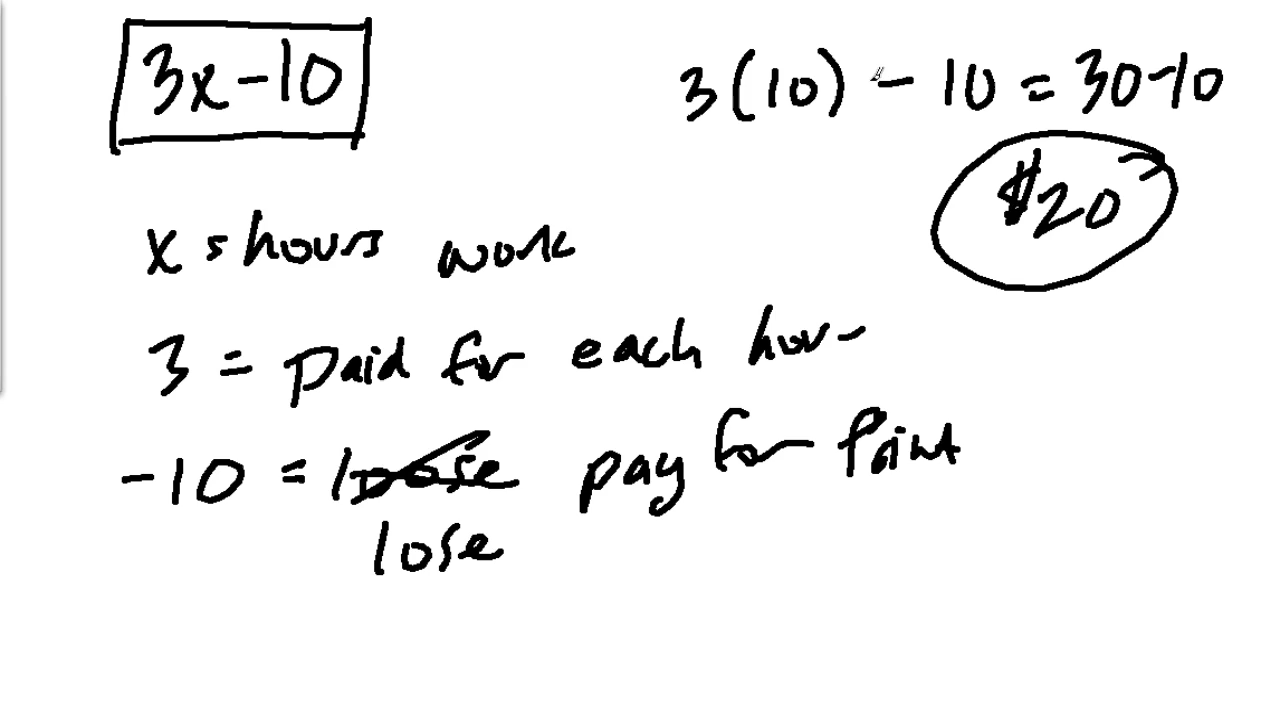 3x - 10
3(10) - 10 = 30-10
$20
x = hours work
3 = paid for each hour
-10 = loose pay for Paint
lose